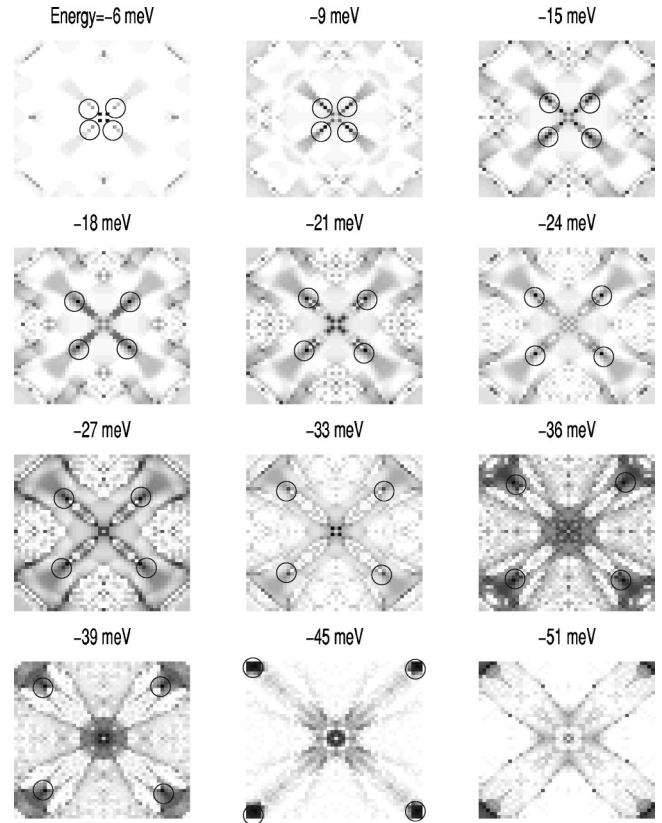 Energy=−6 meV
−9 meV
−15 meV
−18 meV
−21 meV
−24 meV
−27 meV
−33 meV
−36 meV
−39 meV
−45 meV
−51 meV